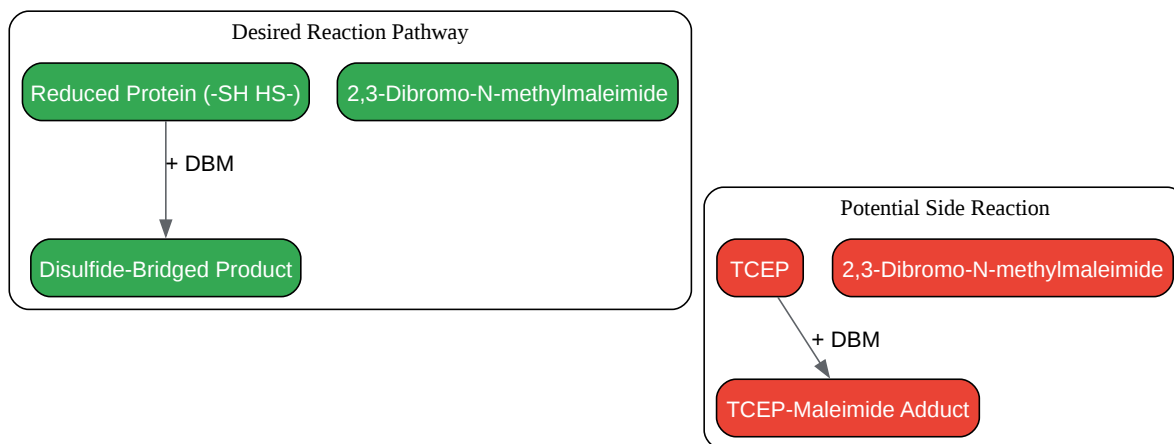 Desired Reaction Pathway
Reduced Protein (-SH HS-)
2,3-Dibromo-N-methylmaleimide
+ DBM
Disulfide-Bridged Product
Potential Side Reaction
TCEP
2,3-Dibromo-N-methylmaleimide
+ DBM
TCEP-Maleimide Adduct